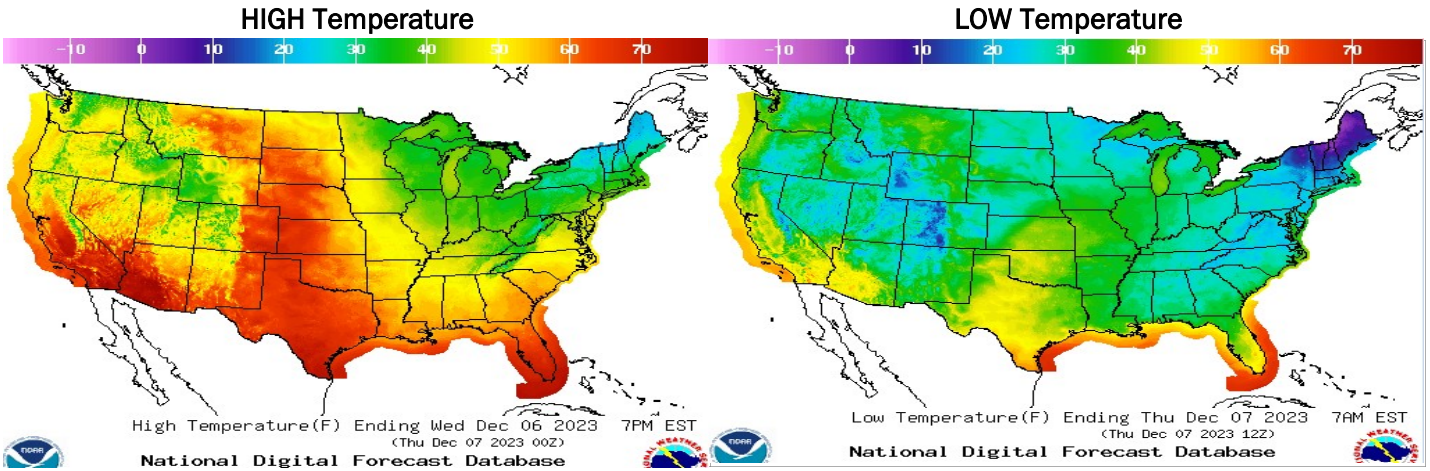 HIGH Temperature
-10 0 10 20 30 40 50 60 70
High Temperature(F) Ending Wed Dec 06 2023 7PM EST
(Thu Dec 07 2023 00Z)
National Digital Forecast Database
NOAA
LOW Temperature
-10 0 10 20 30 40 50 60 70
Low Temperature(F) Ending Thu Dec 07 2023 7AM EST
(Thu Dec 07 2023 12Z)
National Digital Forecast Database
NOAA